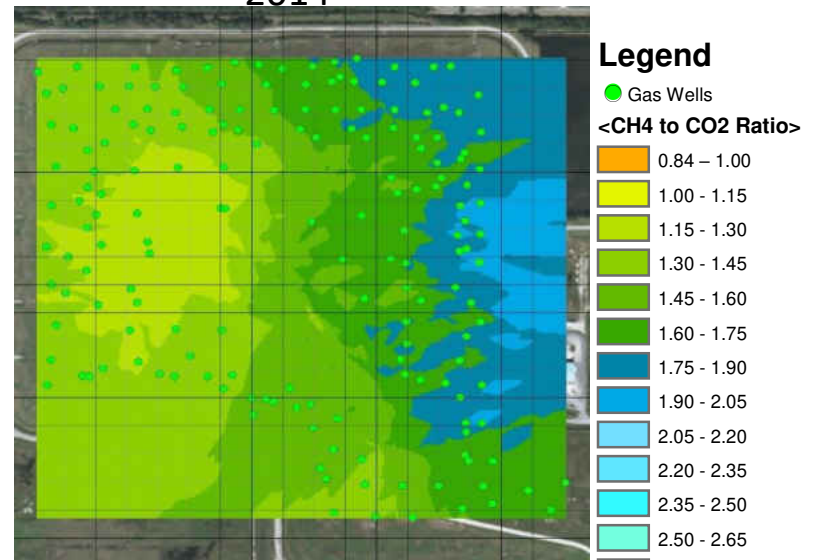 2014
Legend
Gas Wells
<CH4 to CO2 Ratio>
0.84 – 1.00
1.00 - 1.15
1.15 - 1.30
1.30 - 1.45
1.45 - 1.60
1.60 - 1.75
1.75 - 1.90
1.90 - 2.05
2.05 - 2.20
2.20 - 2.35
2.35 - 2.50
2.50 - 2.65